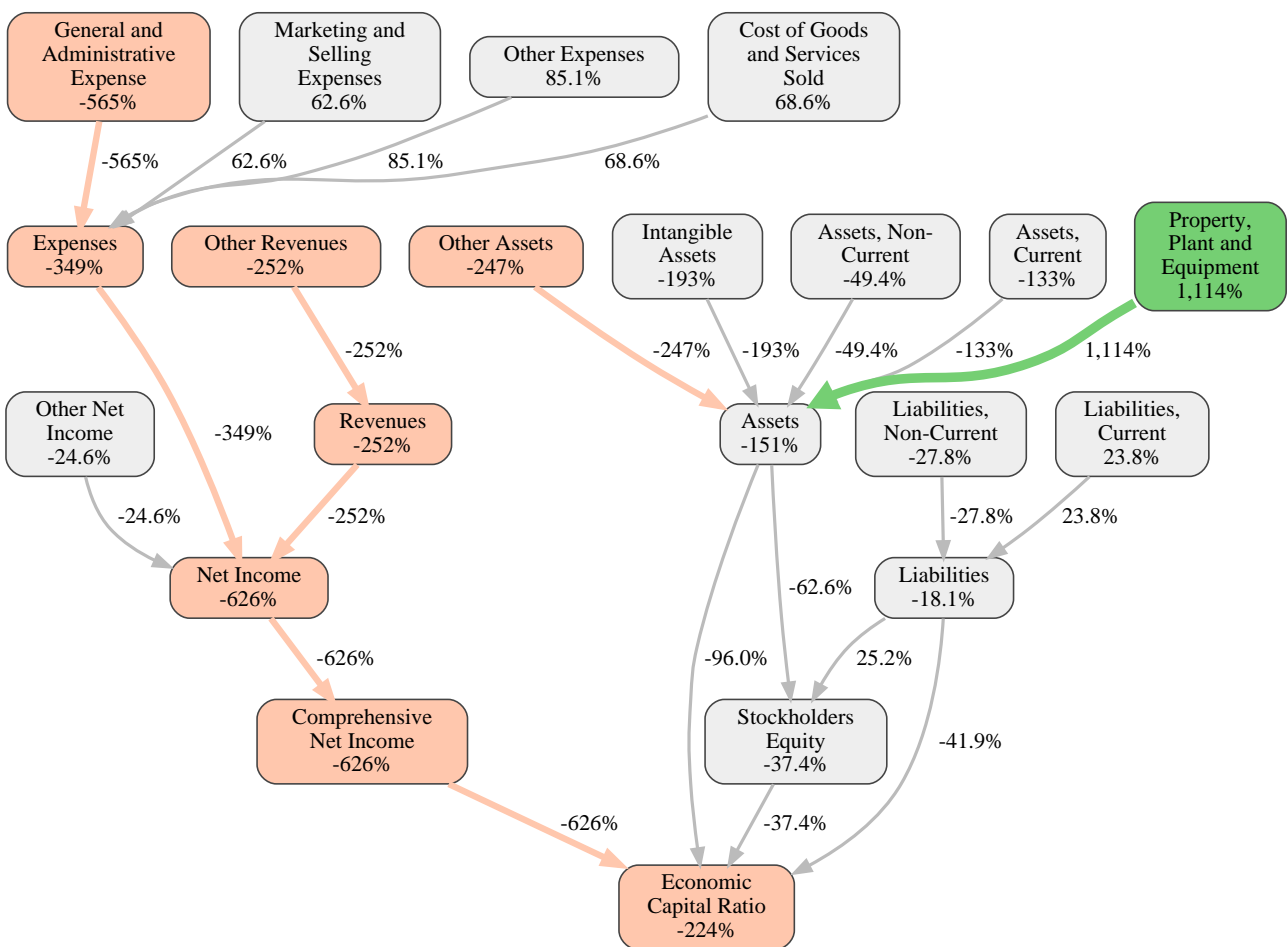 General and
Administrative
Expense
-565%
Marketing and
Selling
Expenses
62.6%
Other Expenses
85.1%
Cost of Goods
and Services
Sold
68.6%
-565%
62.6%
85.1%
68.6%
Expenses
-349%
Other Revenues
-252%
Other Assets
-247%
Intangible
Assets
-193%
Assets, Non-
Current
-49.4%
Assets,
Current
-133%
Property,
Plant and
Equipment
1,114%
-252%
-247%
-193%
-49.4%
-133%
1,114%
Other Net
Income
-24.6%
-349%
Revenues
-252%
Assets
-151%
Liabilities,
Non-Current
-27.8%
Liabilities,
Current
23.8%
-24.6%
-252%
-27.8%
23.8%
Net Income
-626%
-62.6%
Liabilities
-18.1%
-626%
-96.0%
25.2%
Comprehensive
Net Income
-626%
Stockholders
Equity
-37.4%
-41.9%
-626%
-37.4%
Economic
Capital Ratio
-224%